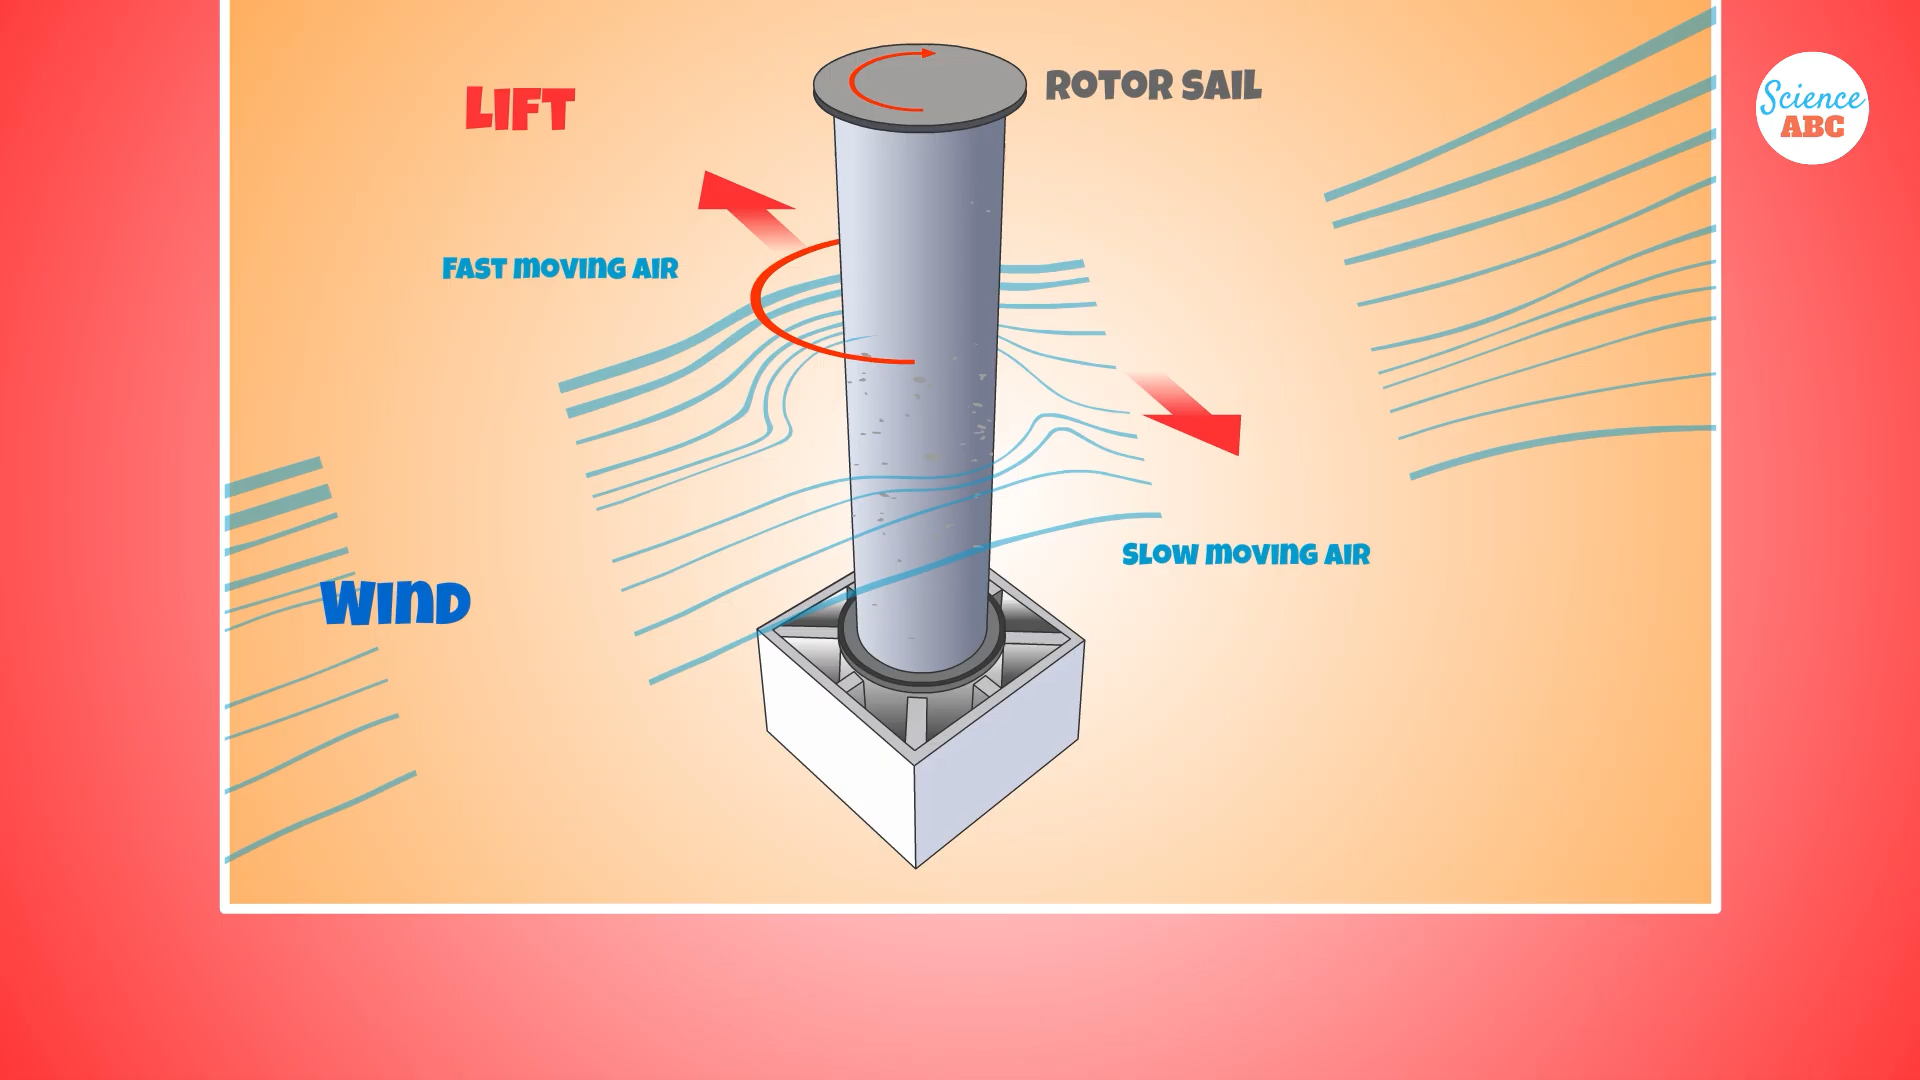 LIFT
ROTOR SAIL
Science
ABC
FAST MOVING AIR
SLOW MOVING AIR
WIND